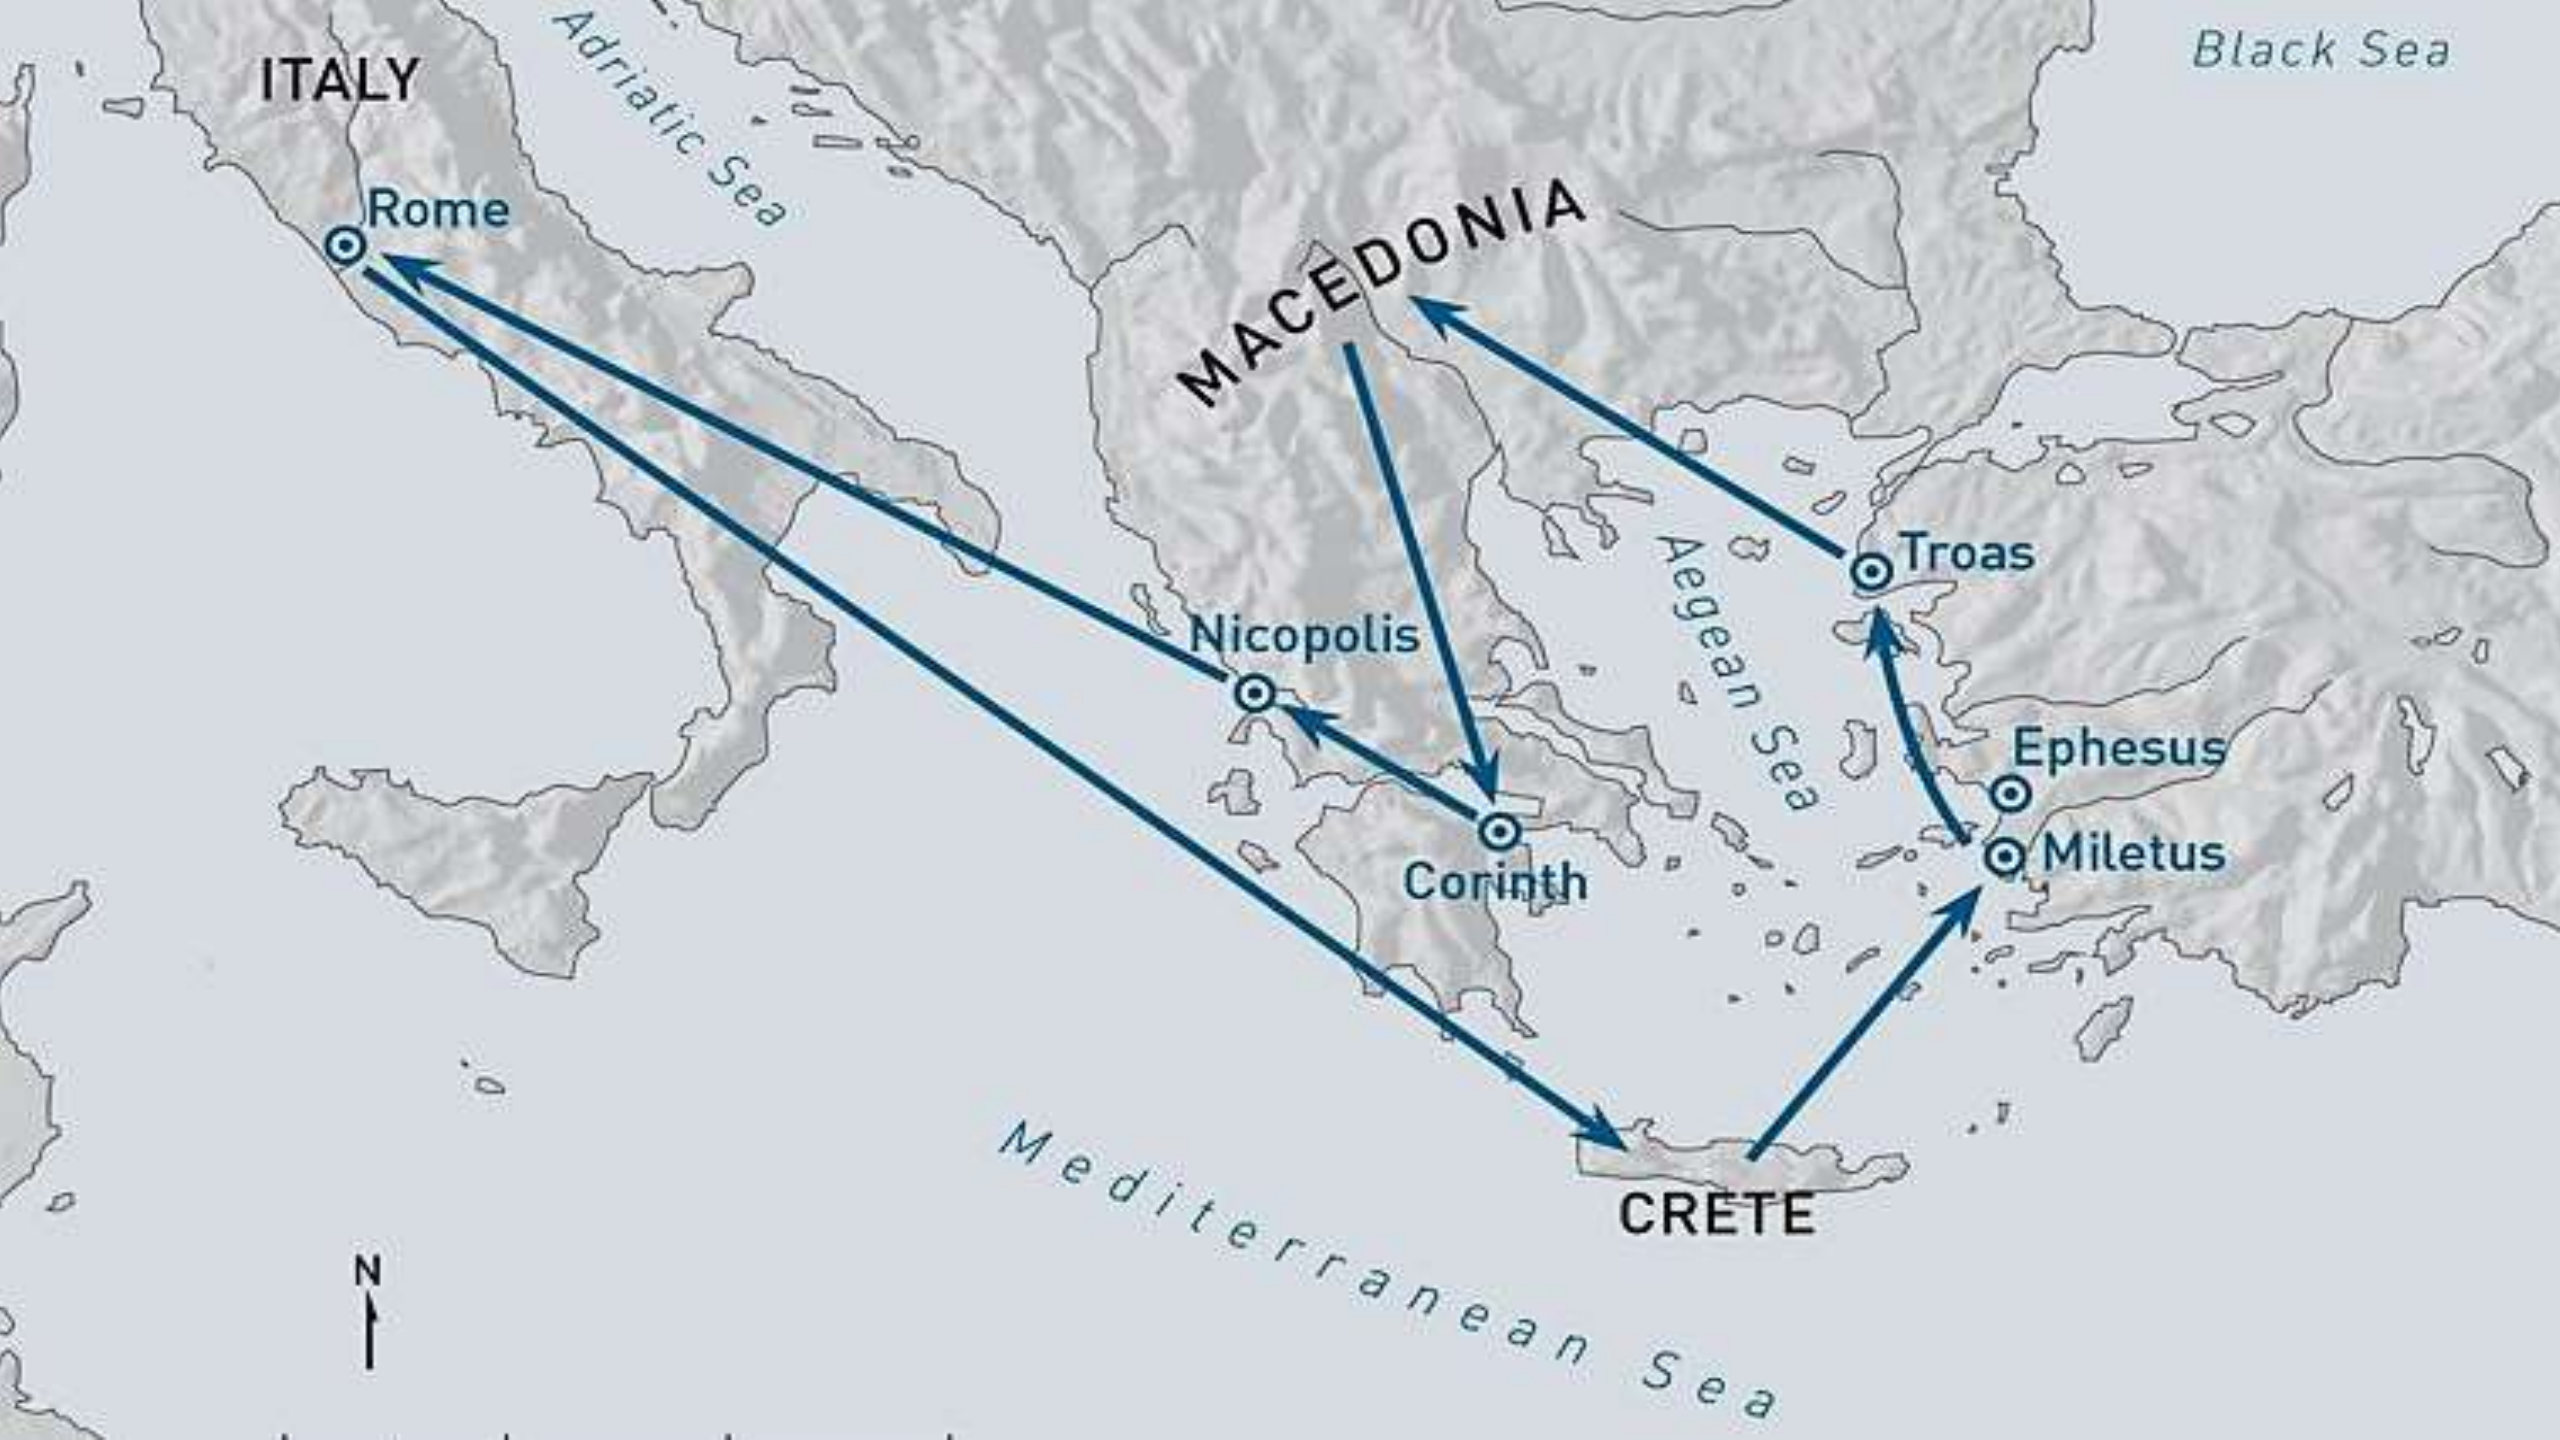 ITALY
Adriatic Sea
Black Sea
Rome
MACEDONIA
Troas
Aegean Sea
Nicopolis
Ephesus
Miletus
Corinth
CRETE
Mediterranean Sea
N